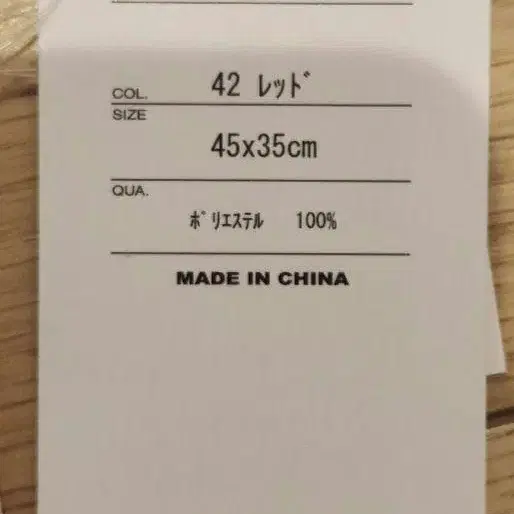 COL. 42 ﾚｯﾄﾞ
SIZE
45x35cm
QUA.
ﾎﾟﾘｴｽﾃﾙ 100%
MADE IN CHINA